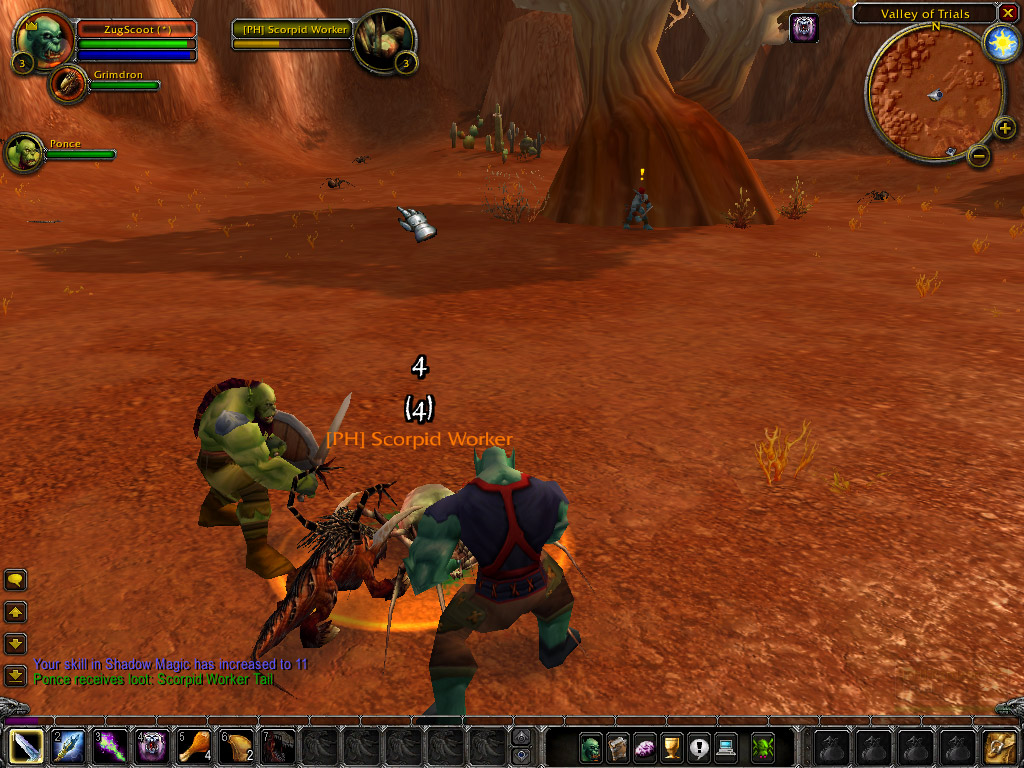 ZugScoot (*)
[PH] Scorpid Worker
Valley of Trials
N
3
3
Grimdron
Ponce
!
4
(4)
[PH] Scorpid Worker
Your skill in Shadow Magic has increased to 11
Ponce receives loot: Scorpid Worker Tail
2
3
4
5
6
4
2